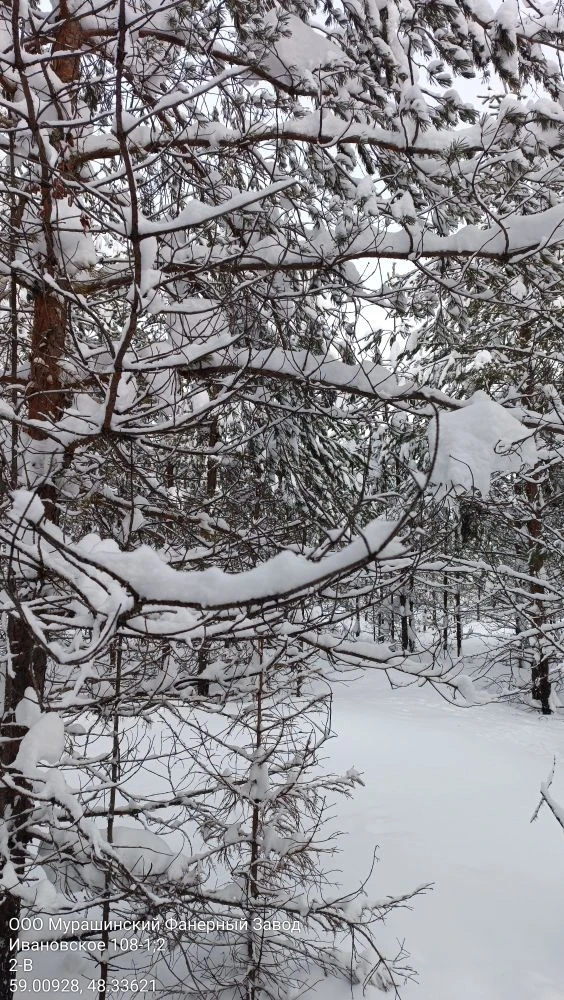 ООО Мурашинский Фанерный Завод
Ивановское 108-1,2
2-В
59.00928, 48.33621